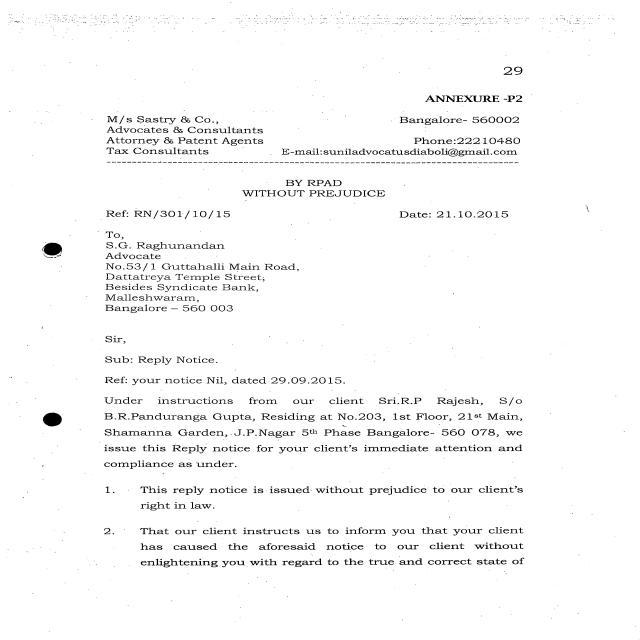 29
ANNEXURE -P2
M/s Sastry & Co., Bangalore- 560002
Advocates & Consultants
Attorney & Patent Agents Phone:22210480
Tax Consultants E-mail:suniladvocatusdiaboli@gmail.com
BY RPAD
WITHOUT PREJUDICE
Ref: RN/301/10/15 Date: 21.10.2015
To,
S.G. Raghunandan
Advocate
No.53/1 Guttahalli Main Road,
Dattatreya Temple Street,
Besides Syndicate Bank,
Malleshwaram,
Bangalore – 560 003
Sir,
Sub: Reply Notice.
Ref: your notice Nil, dated 29.09.2015.
Under instructions from our client Sri.R.P Rajesh, S/o
B.R.Panduranga Gupta, Residing at No.203, 1st Floor, 21st Main,
Shamanna Garden, J.P.Nagar 5th Phase Bangalore- 560 078, we
issue this Reply notice for your client's immediate attention and
compliance as under.
1. This reply notice is issued without prejudice to our client's
right in law.
2. That our client instructs us to inform you that your client
has caused the aforesaid notice to our client without
enlightening you with regard to the true and correct state of